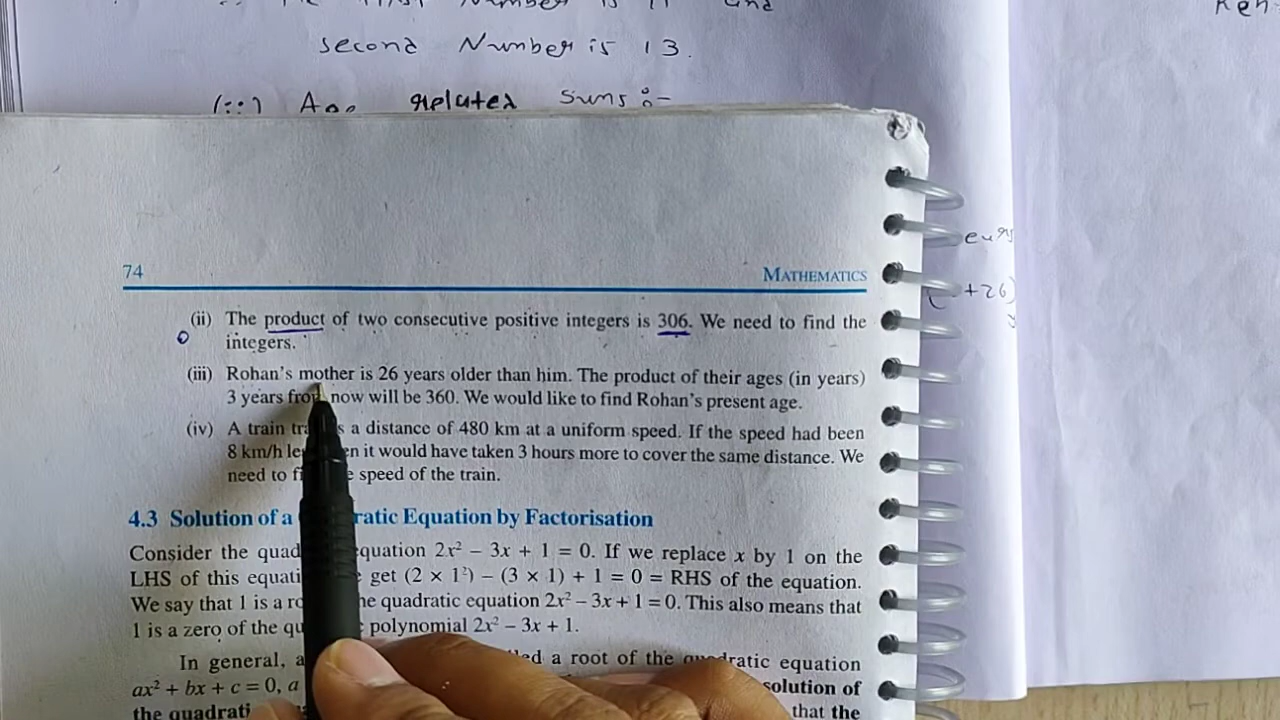 second Number is 13.
Age related sums :-
+26)
74 MATHEMATICS
(ii) The product of two consecutive positive integers is 306. We need to find the
integers.
(iii) Rohan's mother is 26 years older than him. The product of their ages (in years)
3 years from now will be 360. We would like to find Rohan's present age.
(iv) A train s a distance of 480 km at a uniform speed. If the speed had been
8 km/h it would have taken 3 hours more to cover the same distance. We
need to speed of the train.
4.3 Solution of a ratic Equation by Factorisation
Consider the quad equation 2x² – 3x + 1 = 0. If we replace x by 1 on the
LHS of this equati get (2 × 1²) – (3 × 1) + 1 = 0 = RHS of the equation.
We say that 1 is a ro he quadratic equation 2x² – 3x + 1 = 0. This also means that
1 is a zero of the qu polynomial 2x² – 3x + 1.
In general, a a root of the quadratic equation
ax² + bx + c = 0, a solution of
the quadrati that the